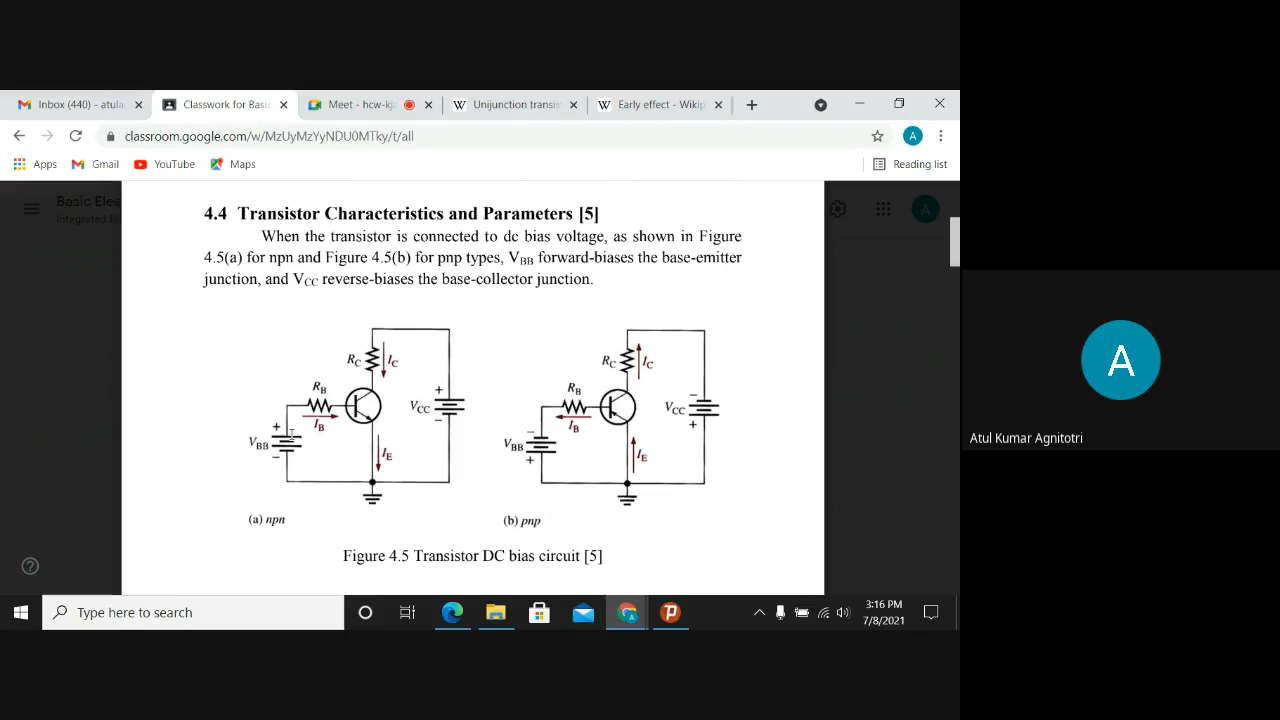 Inbox (440) - atula
Classwork for Basic
Meet - hcw-kja
Unijunction transis
Early effect - Wikip
classroom.google.com/w/MzUyMzYyNDU0MTky/t/all
A
Apps
Gmail
YouTube
Maps
Reading list
Basic Elec
Integrated B
A
4.4 Transistor Characteristics and Parameters [5]
When the transistor is connected to dc bias voltage, as shown in Figure
4.5(a) for npn and Figure 4.5(b) for pnp types, VBB forward-biases the base-emitter
junction, and VCC reverse-biases the base-collector junction.
RC
IC
RB
IB
VBB
+
−
VCC
+
−
IE
(a) npn
RC
IC
RB
IB
VBB
−
+
VCC
−
+
IE
(b) pnp
Figure 4.5 Transistor DC bias circuit [5]
A
Atul Kumar Agnitotri
Type here to search
3:16 PM
7/8/2021